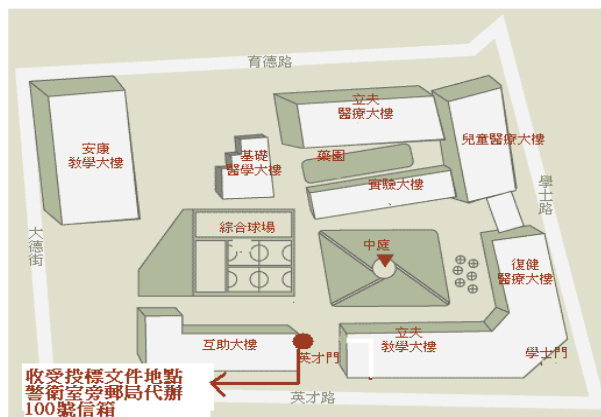 育德路
立夫
醫療大樓
兒童醫療大樓
安康
教學大樓
基礎
醫學大樓
藥園
實驗大樓
學士路
大德街
綜合球場
中庭
復健
醫療大樓
互助大樓
英才門
立夫
教學大樓
學士門
收受投標文件地點
警衛室旁郵局代辦
100號信箱
英才路